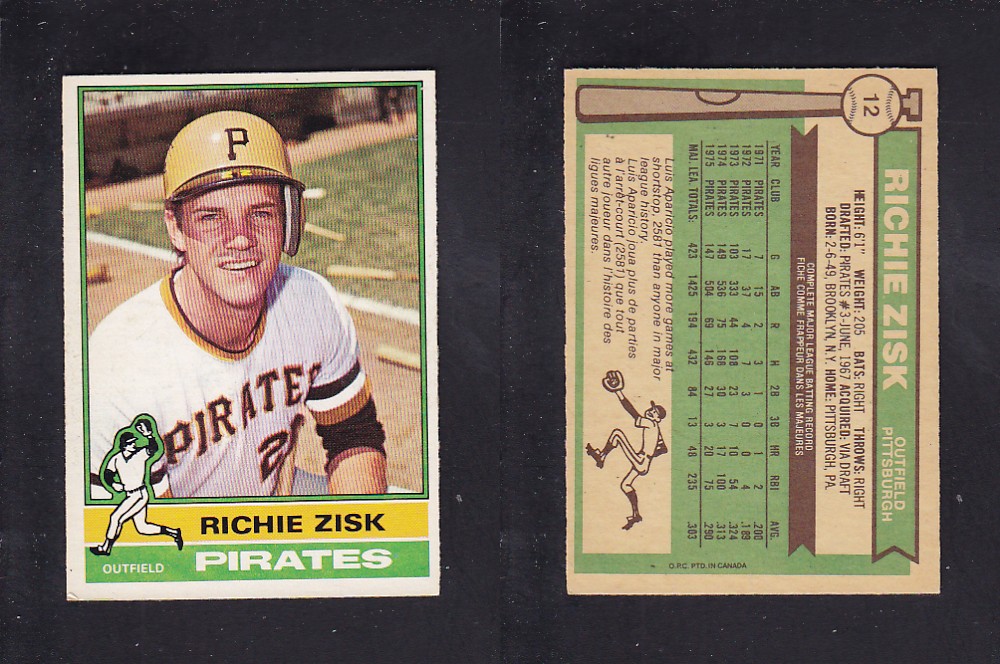 P
PIRATES
2
RICHIE ZISK
OUTFIELD
PIRATES
12
RICHIE ZISK
OUTFIELD
PITTSBURGH
HEIGHT: 6'1" WEIGHT: 205 BATS: RIGHT THROWS: RIGHT
DRAFTED: PIRATES #3-JUNE, 1967 ACQUIRED: VIA DRAFT
BORN: 2-6-49, BROOKLYN, N.Y. HOME: PITTSBURGH, PA.
COMPLETE MAJOR LEAGUE BATTING RECORD
FICHE COMME FRAPPEUR DANS LES MAJEURES
YEAR CLUB G AB R H 2B 3B HR RBI AVG.
1971 PIRATES 7 15 2 3 1 0 1 2 .200
1972 PIRATES 17 37 4 7 3 0 0 4 .189
1973 PIRATES 103 333 44 108 23 7 10 54 .324
1974 PIRATES 149 536 75 168 30 3 17 100 .313
1975 PIRATES 147 504 69 146 27 3 20 75 .290
MAJ. LEA. TOTALS: 423 1425 194 432 84 13 48 235 .303
Luis Aparicio played more games at
shortstop, 2581 than anyone in major
league history.
Luis Aparicio joua plus de parties
à l'arrêt-court (2581) que tout
autre joueur dans l'histoire des
ligues majeures.
O.P.C. PTD. IN CANADA